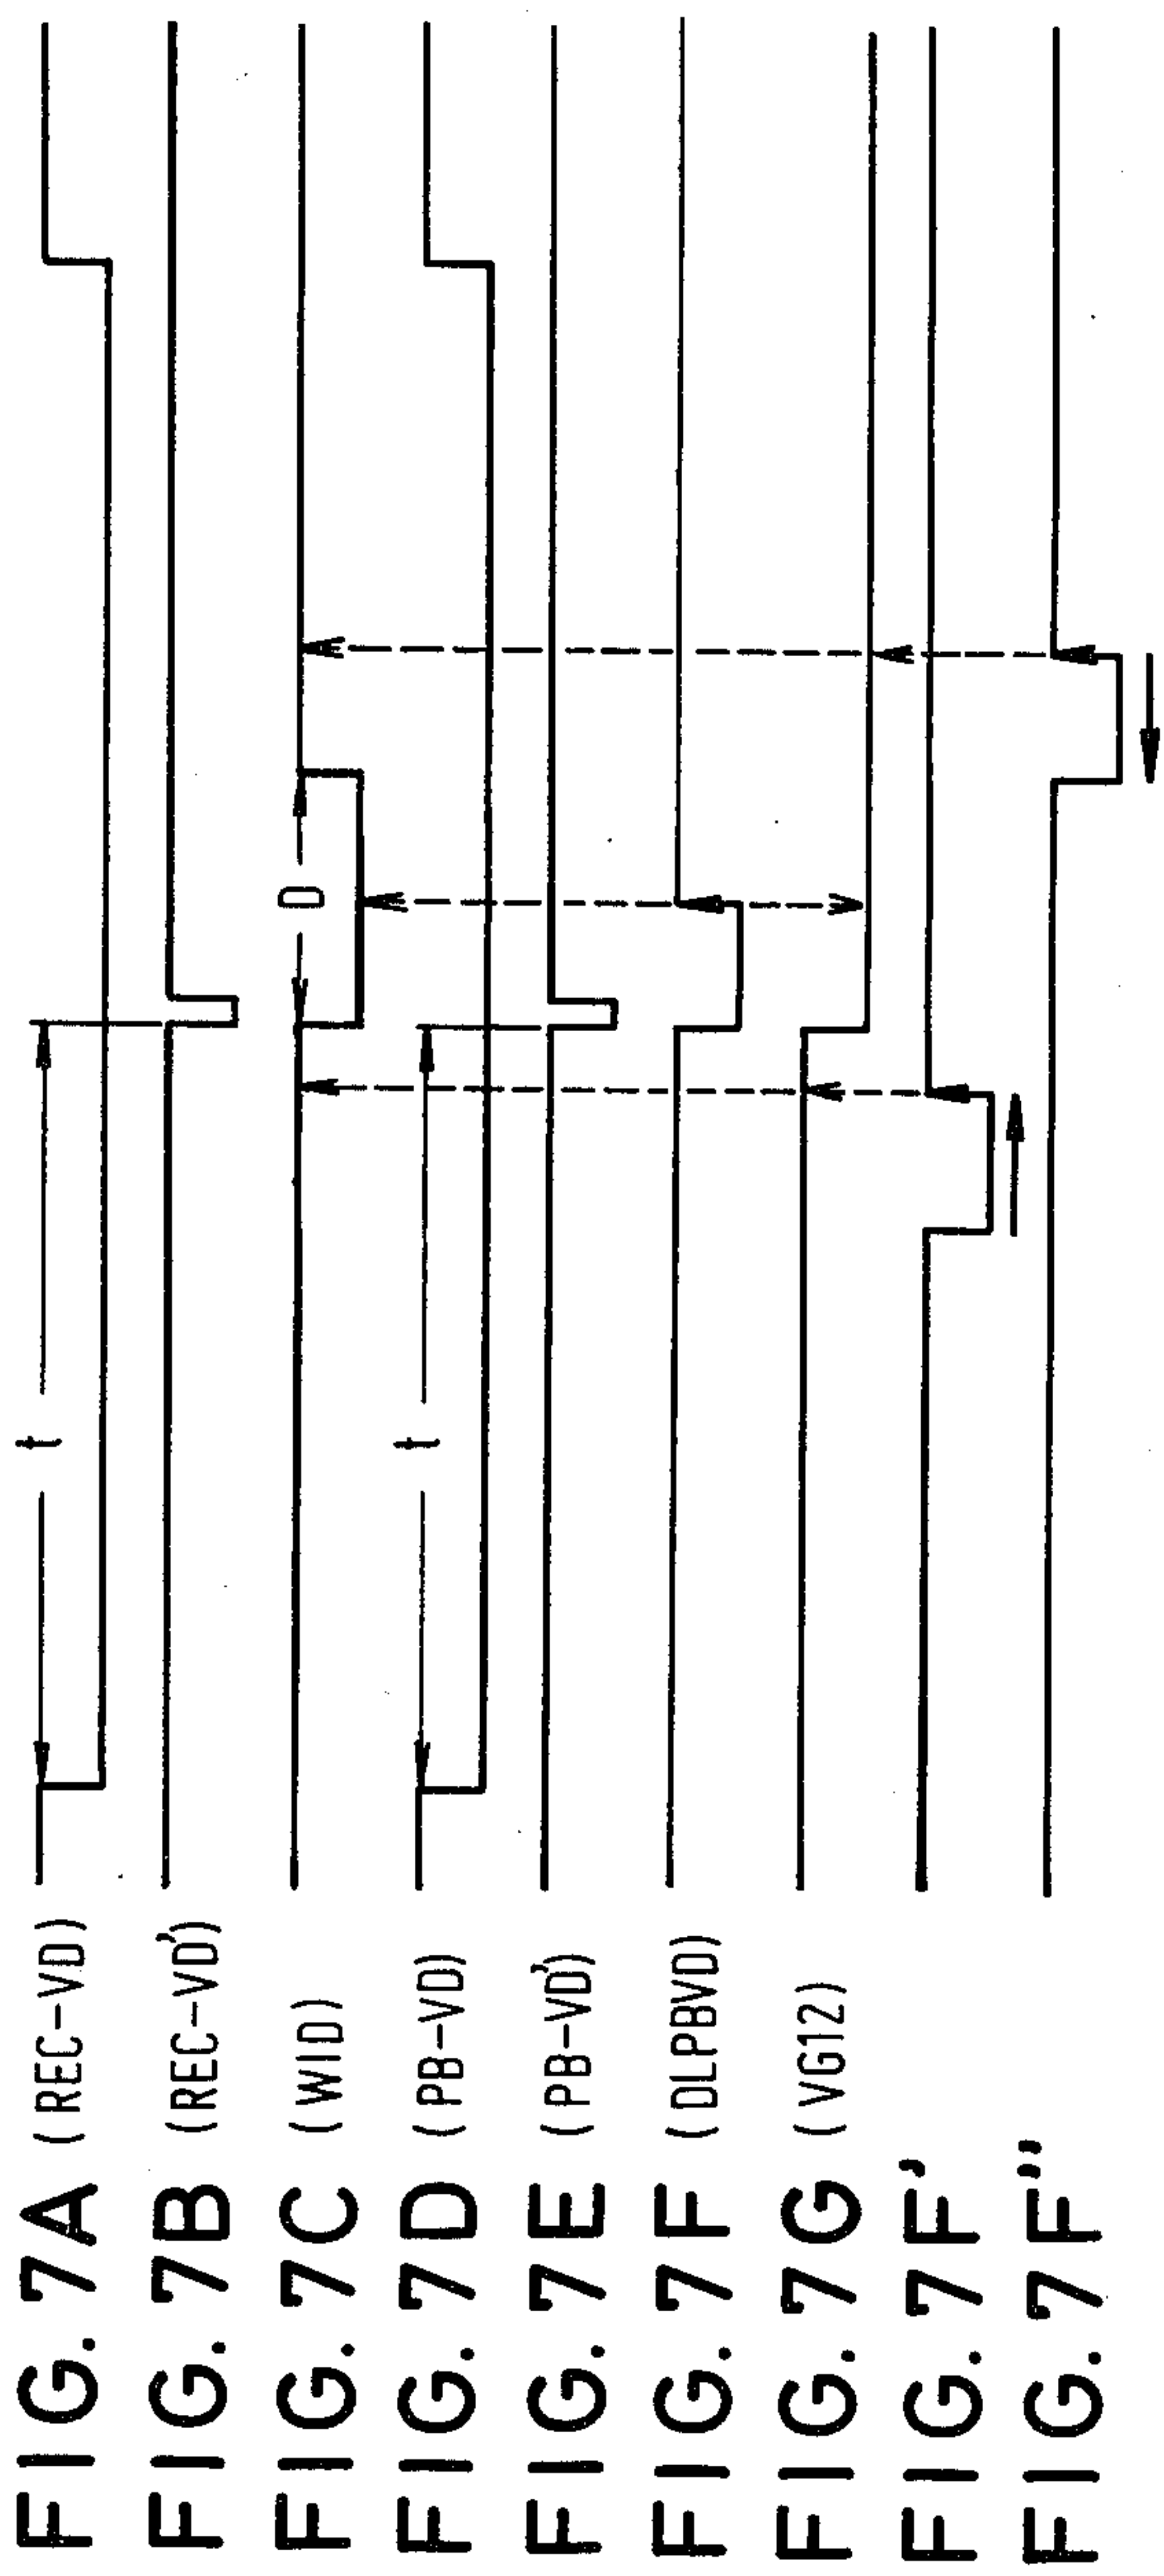 FIG. 7A (REC-VD)
t
FIG. 7B (REC-VD')
FIG. 7C (WID)
D
FIG. 7D (PB-VD)
t
FIG. 7E (PB-VD')
FIG. 7F (DLPBVD)
FIG. 7G (VG12)
FIG. 7F'
FIG. 7F"